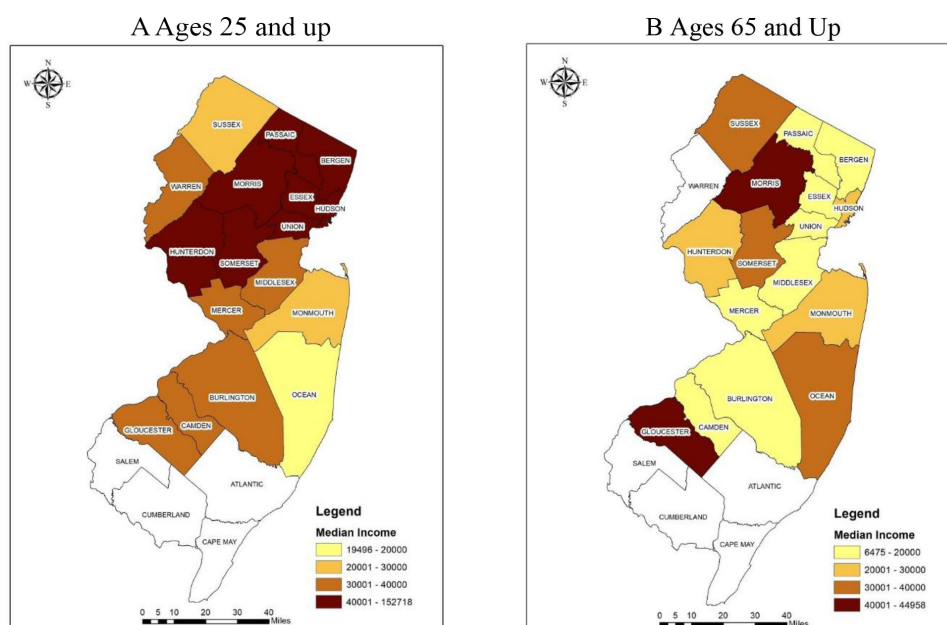 A Ages 25 and up
N
W E
S
SUSSEX
PASSAIC
BERGEN
WARREN
MORRIS
ESSEX
HUDSON
UNION
HUNTERDON
SOMERSET
MIDDLESEX
MERCER
MONMOUTH
OCEAN
BURLINGTON
CAMDEN
GLOUCESTER
SALEM
ATLANTIC
CUMBERLAND
CAPE MAY
Legend
Median Income
19496 - 20000
20001 - 30000
30001 - 40000
40001 - 152718
0 5 10 20 30 40
Miles
B Ages 65 and Up
N
W E
S
SUSSEX
PASSAIC
BERGEN
WARREN
MORRIS
ESSEX
HUDSON
UNION
HUNTERDON
SOMERSET
MIDDLESEX
MERCER
MONMOUTH
OCEAN
BURLINGTON
CAMDEN
GLOUCESTER
SALEM
ATLANTIC
CUMBERLAND
CAPE MAY
Legend
Median Income
6475 - 20000
20001 - 30000
30001 - 40000
40001 - 44958
0 5 10 20 30 40
Miles